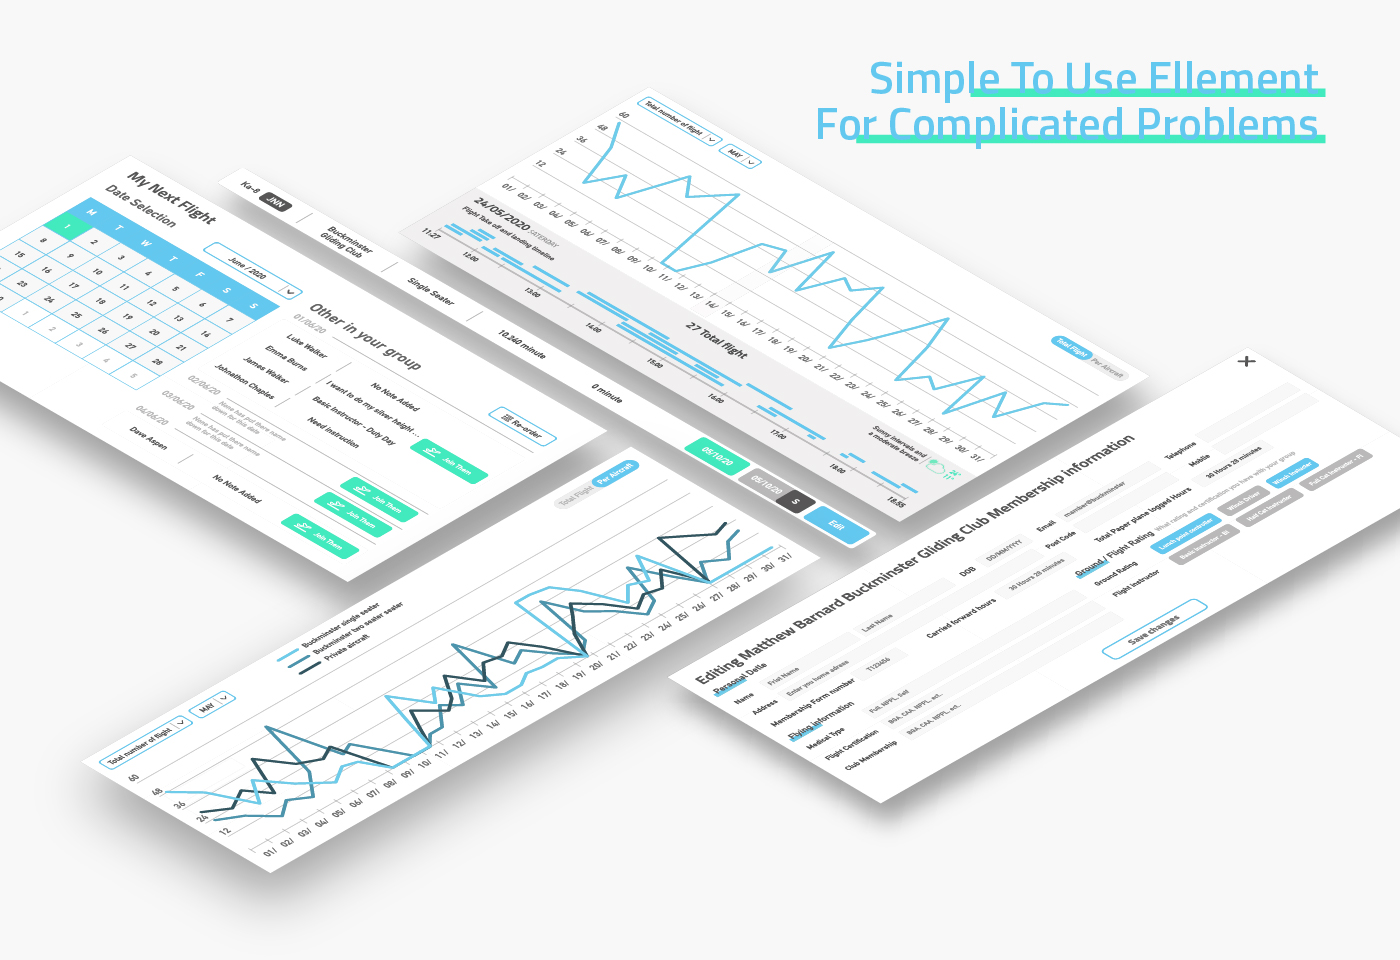 Simple To Use Ellement
For Complicated Problems
Total number of flight
MAY
60
48
36
24
12
01/ 02/ 03/ 04/ 05/ 06/ 07/ 08/ 09/ 10/ 11/ 12/ 13/ 14/ 15/ 16/ 17/ 18/ 19/ 20/ 21/ 22/ 23/ 24/ 25/ 26/ 27/ 28/ 29/ 30/ 31/
Total Flight
Per Aircraft
24/05/2020 SATERDAY
Flight Take off and landing timeline
27 Total flight
Sunny intervals and
a moderate breeze
11:27
12:00
13:00
14:00
15:00
16:00
17:00
18:00
18:55
Ka-8
JNN
Buckminster
Gliding Club
Single Seater
10,240 minute
0 minute
05/10/20
05/10/20
S
Edit
My Next Flight
Date Selection
June / 2020
M T W T F S S
1 2 3 4 5 6 7
8 9 10 11 12 13 14
15 16 17 18 19 20 21
23 24 25 26 27 28
1 2 3 4 5
Other in your group
01/06/20
Luke Walker
No Note Added
Emma Burns
I want to do my silver height ...
James Walker
Basic Instructor - Duty Day
Johnathon Chaples
Need instruction
Re-order
Join Them
02/06/20
None has put there name
down for this date
Join Them
03/06/20
None has put there name
down for this date
Join Them
04/06/20
Dave Aspen
No Note Added
Join Them
Total number of flight
MAY
Buckminster single seater
Buckminster two seater seater
Private aircraft
Total Flight
Per Aircraft
60
48
36
24
12
01/ 02/ 03/ 04/ 05/ 06/ 07/ 08/ 09/ 10/ 11/ 12/ 13/ 14/ 15/ 16/ 17/ 18/ 19/ 20/ 21/ 22/ 23/ 24/ 25/ 26/ 27/ 28/ 29/ 30/ 31/
Editing Matthew Barnard Buckminster Gliding Club Membership information
Personal Detile
Name
Frist Name
Last Name
DOB
DD/MM/YYYY
Email
member@buckminster
Telephone
Address
Enter you home adress
Post Code
Mobile
Membership Form number
T123456
Carried forward hours
30 Hours 28 minutes
Total Paper plane logged Hours
30 Hours 28 minutes
Flying information
Medical Type
Full, NPPL, Self
Flight Certification
BGA, CAA, NPPL, ect..
Club Membership
BGA, CAA, NPPL, ect..
Ground / Flight Rating
What rating and certification you have with your group
Ground Rating
Lunch point controller
Winch Driver
Winch Instructor
Flight Instructor
Basic Instructor - BI
Half Cat Instructor
Full Cat Instructor - FI
Save changes